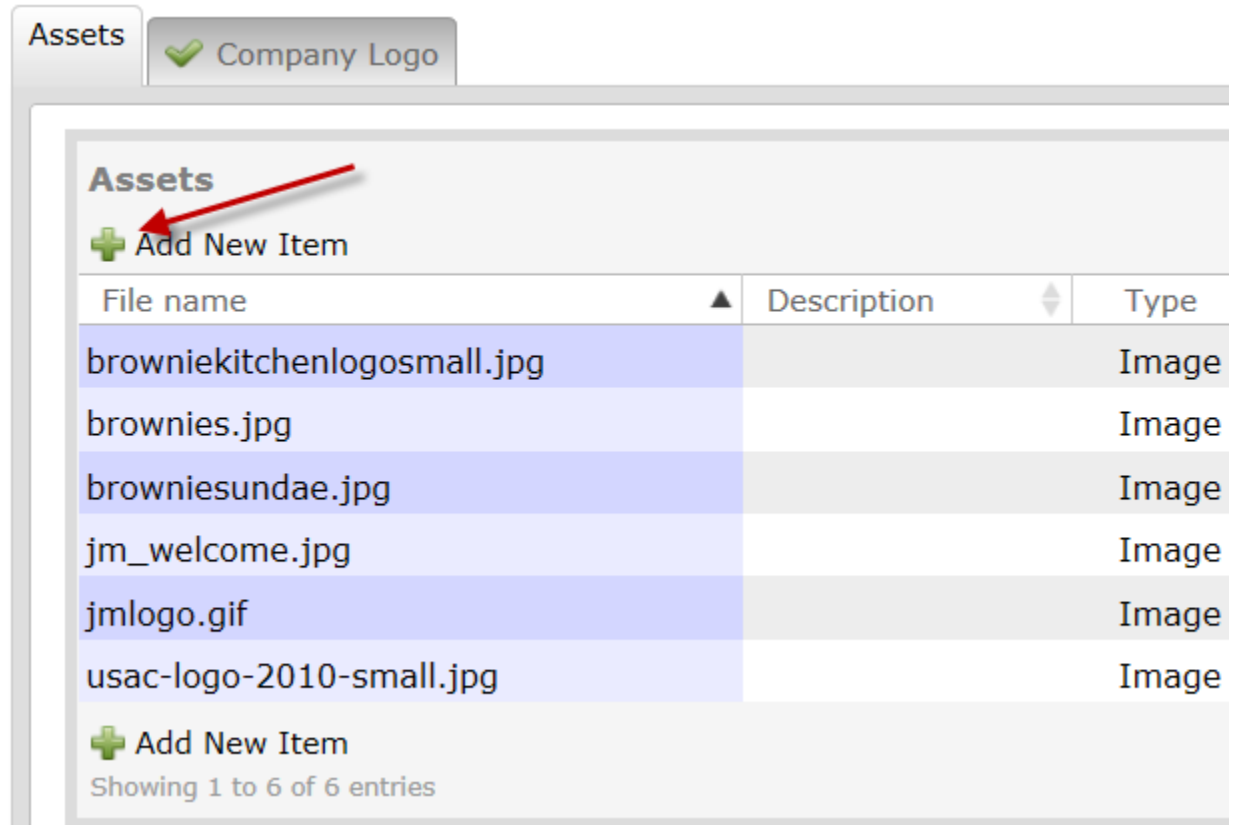 Assets
Company Logo
Assets
Add New Item
File name Description Type
browniekitchenlogosmall.jpg Image
brownies.jpg Image
browniesundae.jpg Image
jm_welcome.jpg Image
jmlogo.gif Image
usac-logo-2010-small.jpg Image
Add New Item
Showing 1 to 6 of 6 entries